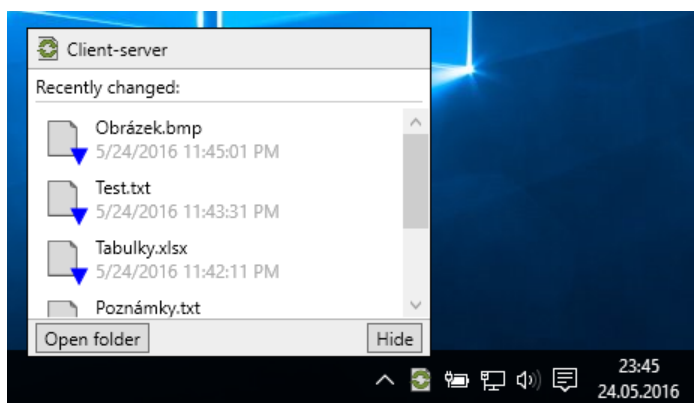 Client-server
Recently changed:
Obrázek.bmp
5/24/2016 11:45:01 PM
Test.txt
5/24/2016 11:43:31 PM
Tabulky.xlsx
5/24/2016 11:42:11 PM
Poznámky.txt
Open folder
Hide
23:45
24.05.2016